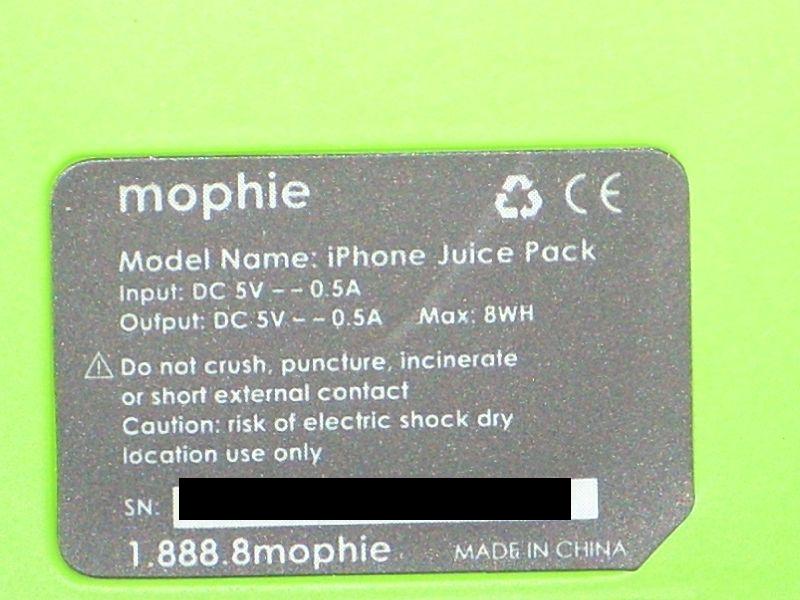 mophie
CE
Model Name: iPhone Juice Pack
Input: DC 5V -- 0.5A
Output: DC 5V -- 0.5A Max: 8WH
Do not crush, puncture, incinerate
or short external contact
Caution: risk of electric shock dry
location use only
SN:
1.888.8mophie MADE IN CHINA